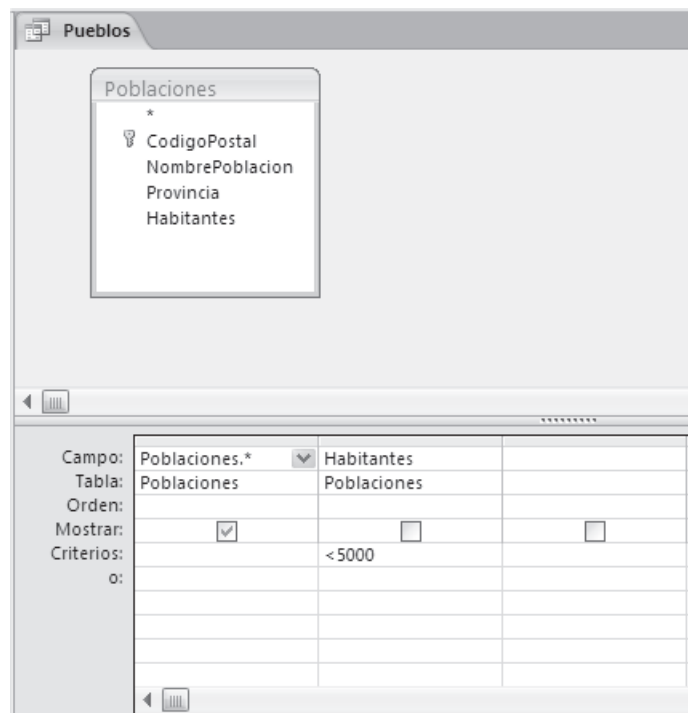 Pueblos
Poblaciones
*
CodigoPostal
NombrePoblacion
Provincia
Habitantes
Campo: Poblaciones.* Habitantes
Tabla: Poblaciones Poblaciones
Orden:
Mostrar:
Criterios: <5000
o: